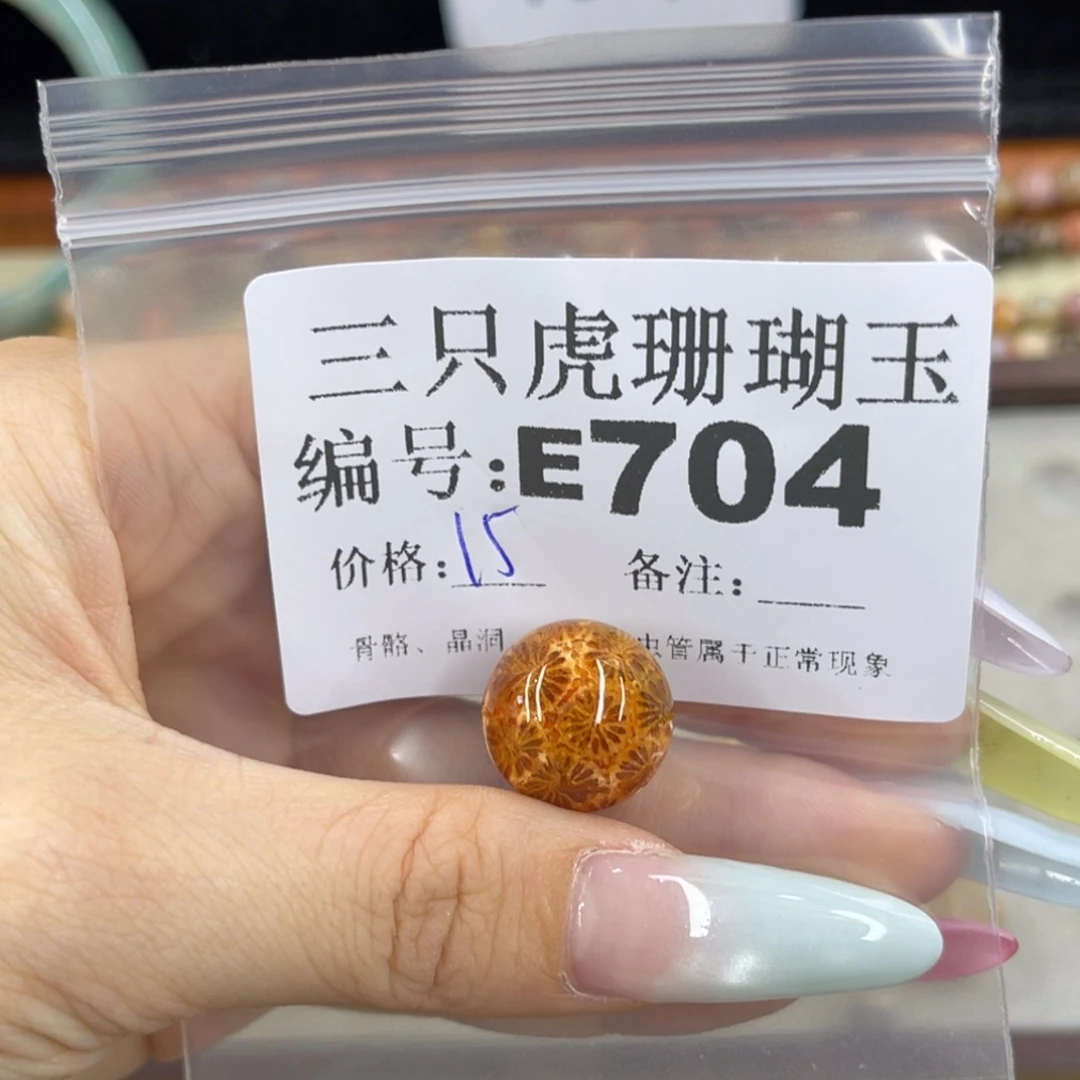 三只虎珊瑚玉
编号:E704
价格:15 备注:
骨骼、晶洞 虫管属于正常现象